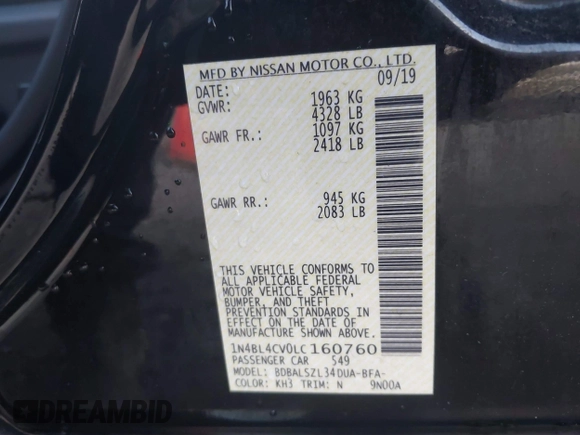 MFD BY NISSAN MOTOR CO., LTD.
DATE: 09/19
GVWR: 1963 KG
4328 LB
GAWR FR.: 1097 KG
2418 LB
GAWR RR.: 945 KG
2083 LB
THIS VEHICLE CONFORMS TO
ALL APPLICABLE FEDERAL
MOTOR VEHICLE SAFETY,
BUMPER, AND THEFT
PREVENTION STANDARDS IN
EFFECT ON THE DATE OF
MANUFACTURE SHOWN ABOVE.
1N4BL4CV0LC160760
PASSENGER CAR S49
MODEL: BDBALSZL34DUA-BFA-
COLOR: KH3 TRIM: N 9N00A
DREAMBID